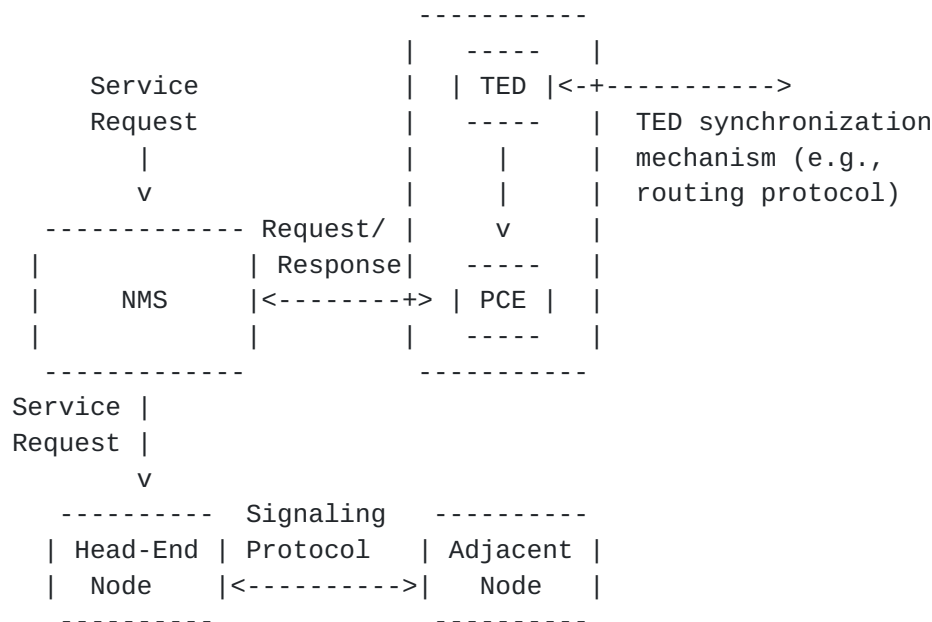 -----------
                          |   -----   |
     Service              |  | TED |<-+----------->
     Request              |   -----   |  TED synchronization
        |                 |     |     |  mechanism (e.g.,
        v                 |     |     |  routing protocol)
  ------------- Request/  |     v     |
 |             | Response|   -----    |
 |     NMS     |<--------+> | PCE |   |
 |             |          |   -----   |
  -------------            -----------
Service |
Request |
        v
   ----------  Signaling   ----------
  | Head-End | Protocol   | Adjacent |
  |  Node    |<---------->|   Node   |
   ----------              ----------